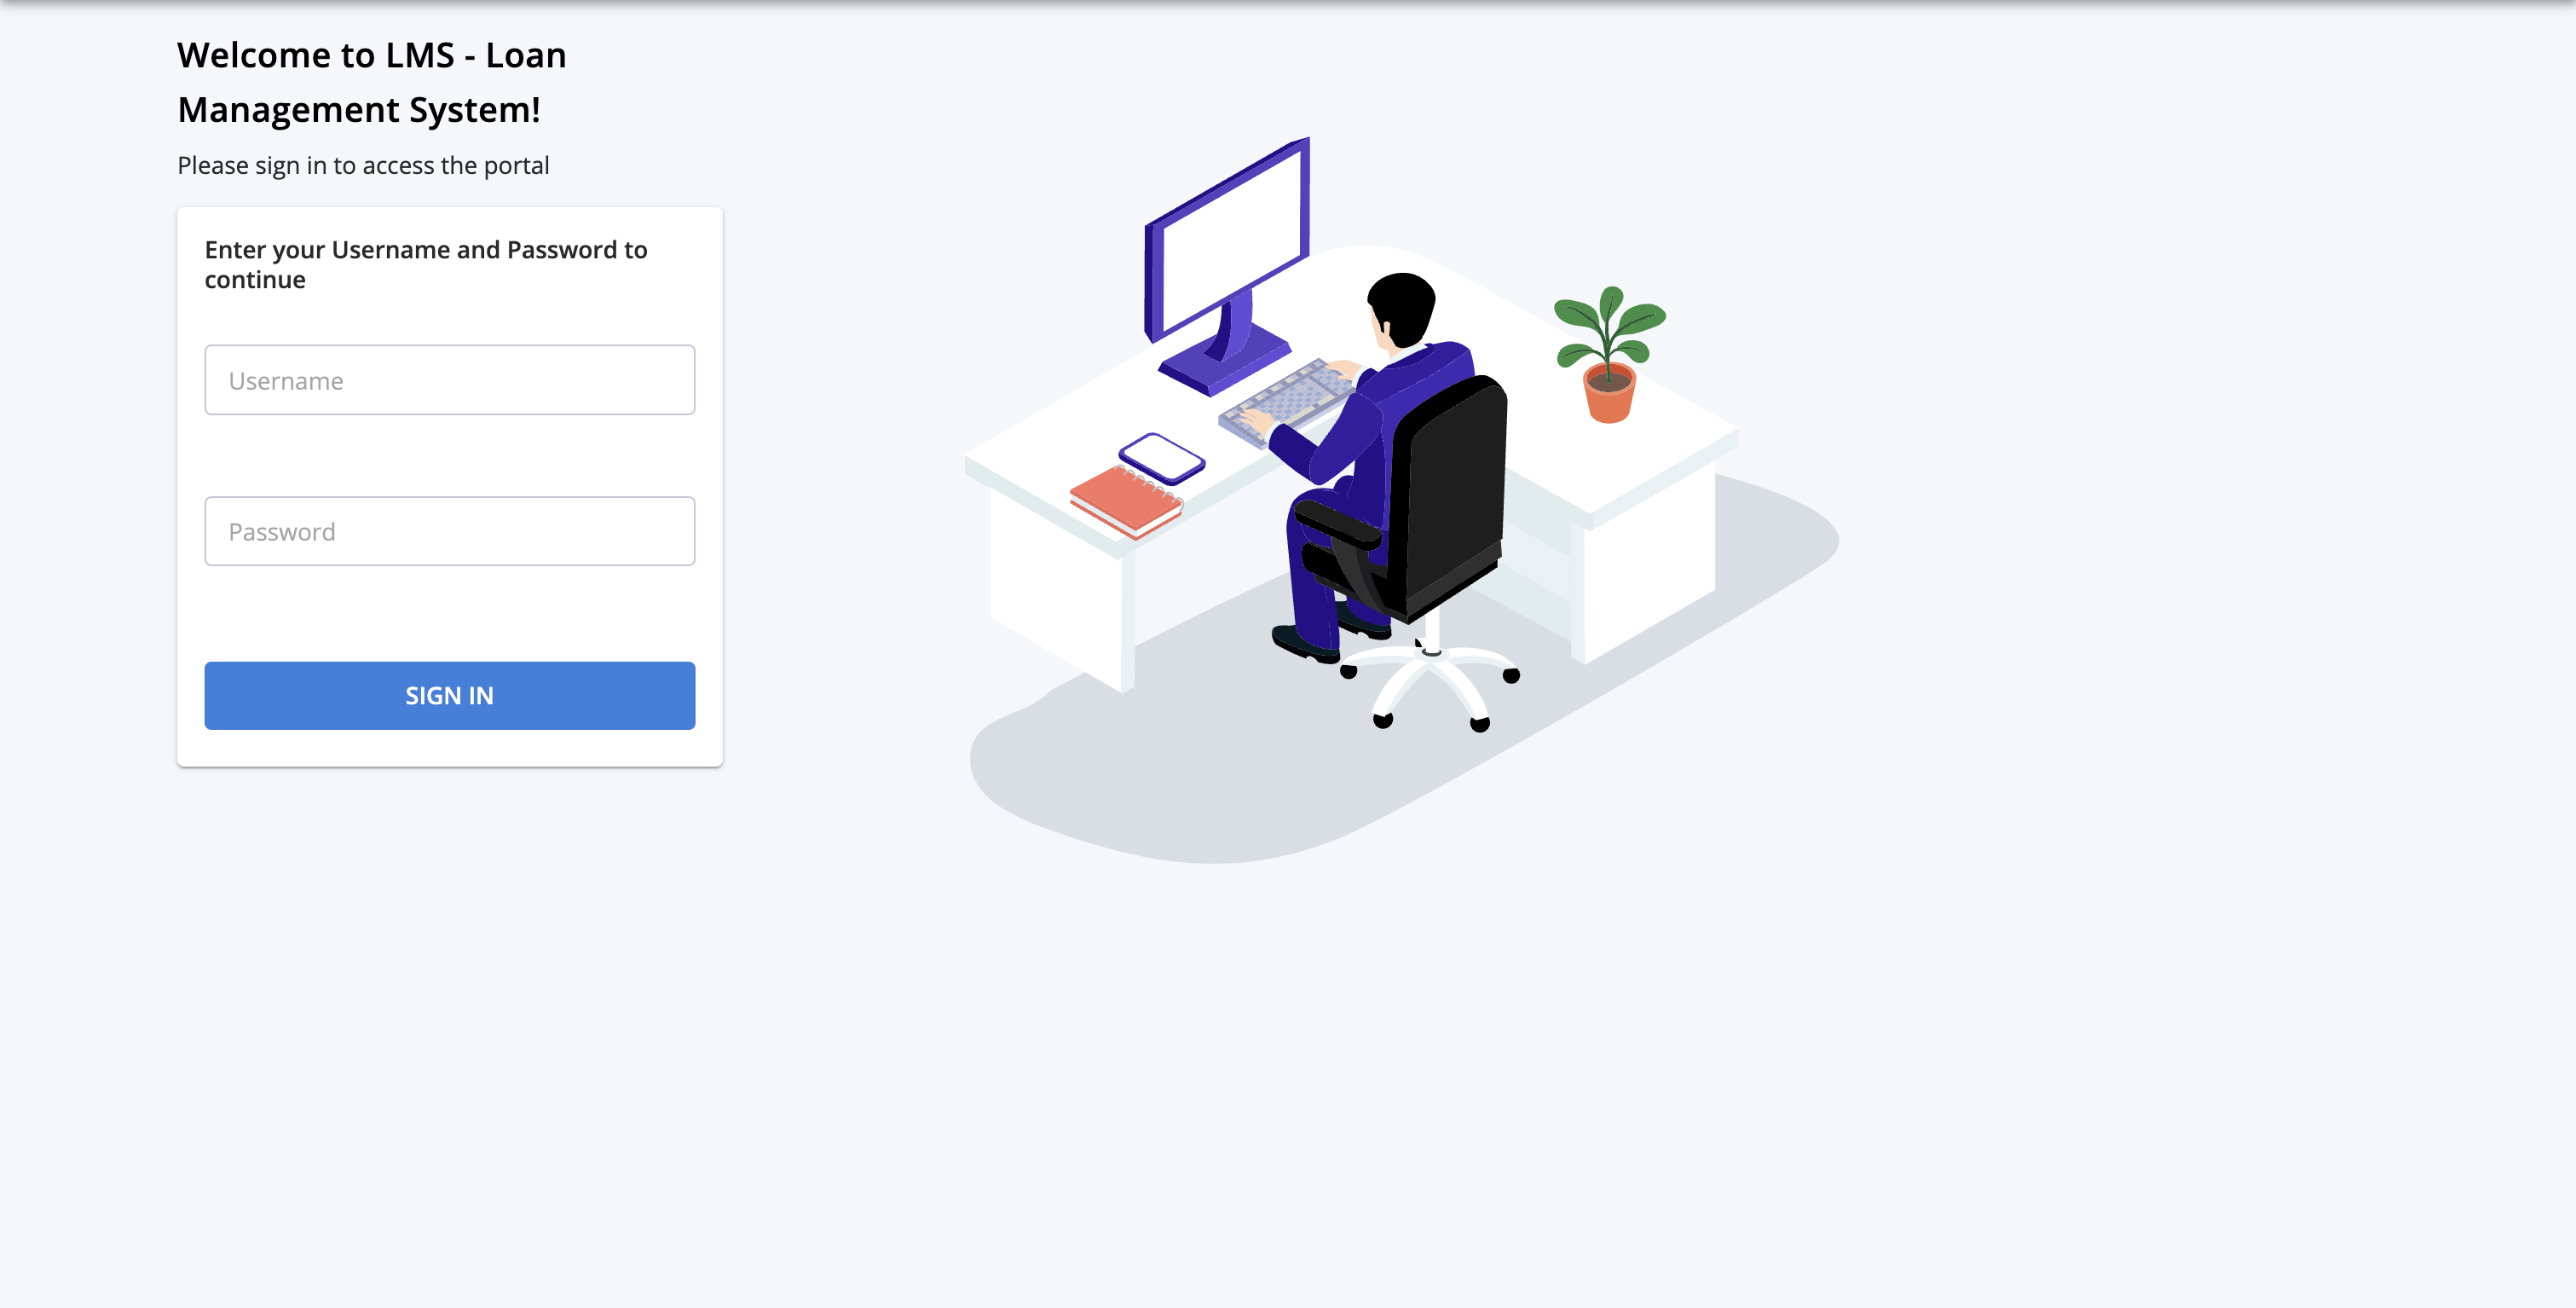 Welcome to LMS - Loan
Management System!
Please sign in to access the portal
Enter your Username and Password to
continue
Username
Password
SIGN IN